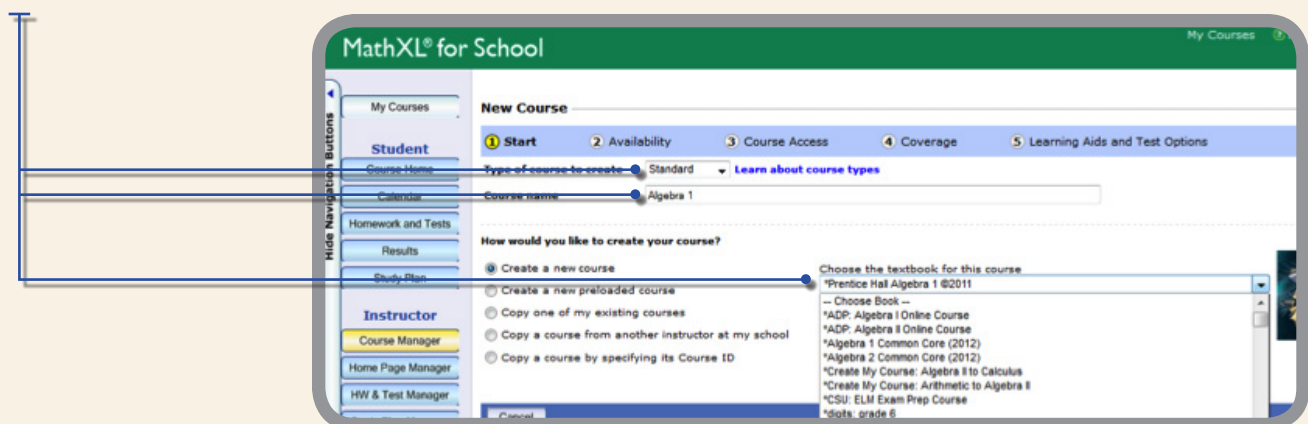 MathXL® for School
My Courses
Hide Navigation Buttons
My Courses
Student
Course Home
Calendar
Homework and Tests
Results
Study Plan
Instructor
Course Manager
Home Page Manager
HW & Test Manager
New Course
1 Start 2 Availability 3 Course Access 4 Coverage 5 Learning Aids and Test Options
Type of course to create Standard Learn about course types
Course name Algebra 1
How would you like to create your course?
Create a new course
Create a new preloaded course
Copy one of my existing courses
Copy a course from another instructor at my school
Copy a course by specifying its Course ID
Choose the textbook for this course
*Prentice Hall Algebra 1 ©2011
-- Choose Book --
*ADP: Algebra I Online Course
*ADP: Algebra II Online Course
*Algebra 1 Common Core (2012)
*Algebra 2 Common Core (2012)
*Create My Course: Algebra II to Calculus
*Create My Course: Arithmetic to Algebra II
*CSU: ELM Exam Prep Course
*digits: grade 6
Cancel